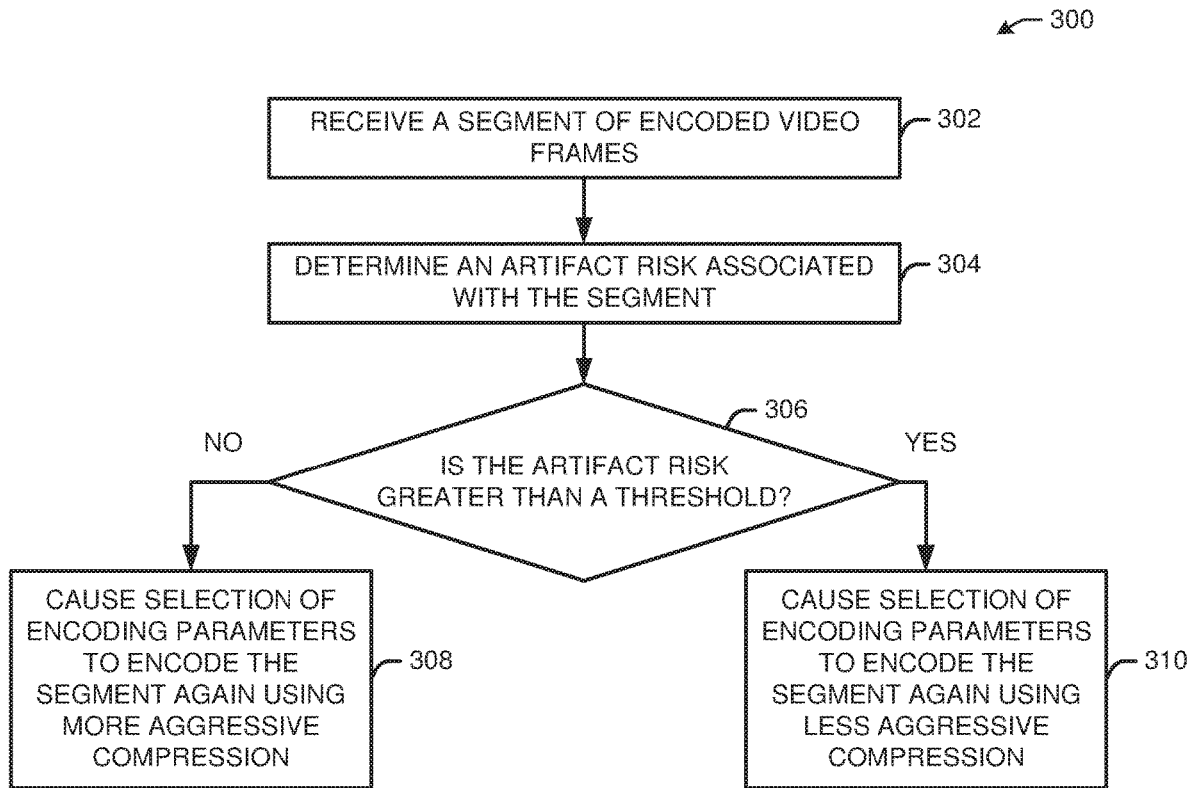 300
RECEIVE A SEGMENT OF ENCODED VIDEO
FRAMES
302
DETERMINE AN ARTIFACT RISK ASSOCIATED
WITH THE SEGMENT
304
306
NO
YES
IS THE ARTIFACT RISK
GREATER THAN A THRESHOLD?
CAUSE SELECTION OF
ENCODING PARAMETERS
TO ENCODE THE
SEGMENT AGAIN USING
MORE AGGRESSIVE
COMPRESSION
308
CAUSE SELECTION OF
ENCODING PARAMETERS
TO ENCODE THE
SEGMENT AGAIN USING
LESS AGGRESSIVE
COMPRESSION
310